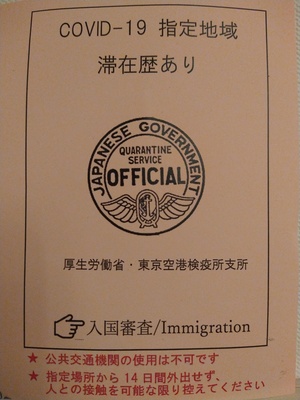 COVID-19 指定地域
滞在歴あり
JAPANESE GOVERNMENT
QUARANTINE
SERVICE
OFFICIAL
厚生労働省・東京空港検疫所支所
入国審査/Immigration
★ 公共交通機関の使用は不可です
★ 指定場所から 14 日間外出せず、
人との接触を可能な限り控えてください